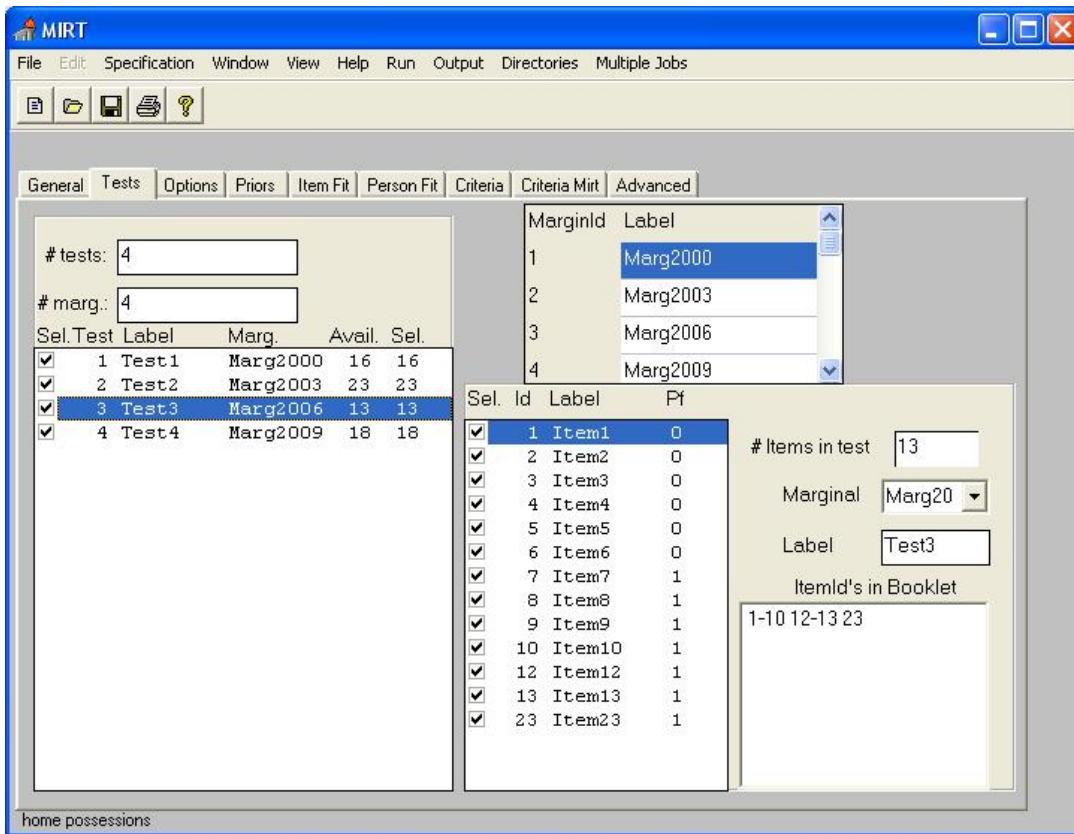 MIRT
File Edit Specification Window View Help Run Output Directories Multiple Jobs
General Tests Options Priors Item Fit Person Fit Criteria Criteria Mirt Advanced
# tests: 4
# marg.: 4
Sel. Test Label Marg. Avail. Sel.
1 Test1 Marg2000 16 16
2 Test2 Marg2003 23 23
3 Test3 Marg2006 13 13
4 Test4 Marg2009 18 18
MarginId Label
1 Marg2000
2 Marg2003
3 Marg2006
4 Marg2009
Sel. Id Label Pf
1 Item1 0
2 Item2 0
3 Item3 0
4 Item4 0
5 Item5 0
6 Item6 0
7 Item7 1
8 Item8 1
9 Item9 1
10 Item10 1
12 Item12 1
13 Item13 1
23 Item23 1
# Items in test 13
Marginal Marg20
Label Test3
ItemId's in Booklet
1-10 12-13 23
home possessions